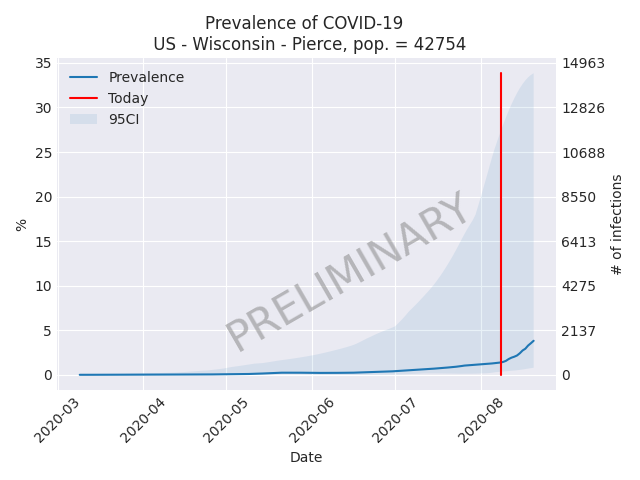 Prevalence of COVID-19
US - Wisconsin - Pierce, pop. = 42754
35
30
25
20
15
10
5
0
%
14963
12826
10688
8550
6413
4275
2137
0
# of infections
Prevalence
Today
95CI
PRELIMINARY
2020-03
2020-04
2020-05
2020-06
2020-07
2020-08
Date